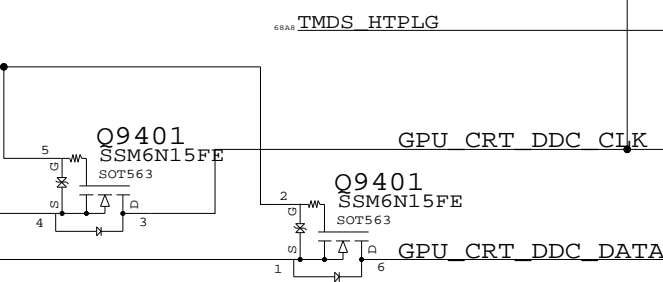 68A8 TMDS_HTPLG
Q9401
SSM6N15FE
SOT563
GPU_CRT_DDC_CLK
5
G
S
D
4
3
Q9401
SSM6N15FE
SOT563
2
G
S
D
GPU_CRT_DDC_DATA
1
6